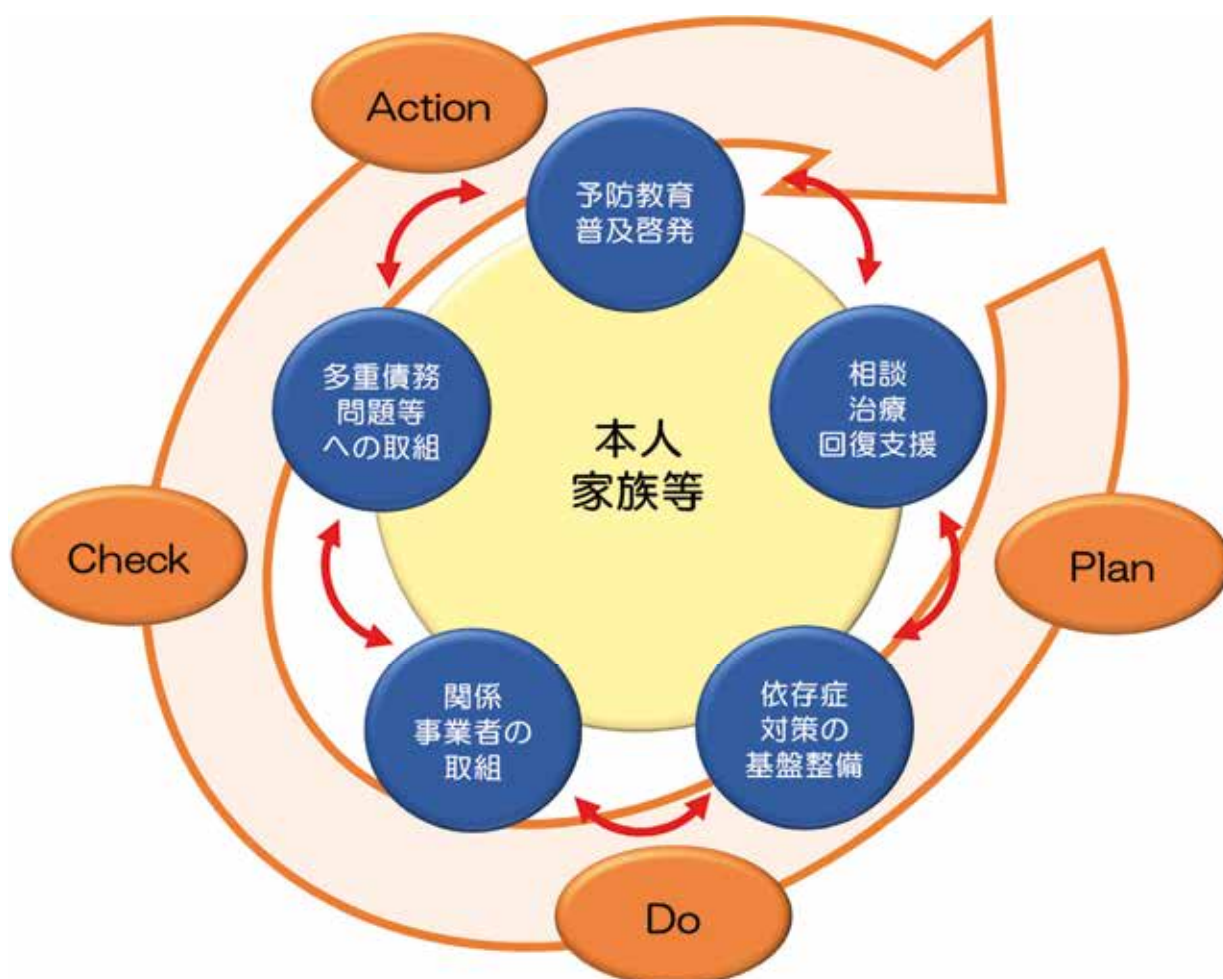 Action
予防教育
普及啓発
多重債務
問題等
への取組
相談
治療
回復支援
本人
家族等
Check
Plan
関係
事業者の
取組
依存症
対策の
基盤整備
Do